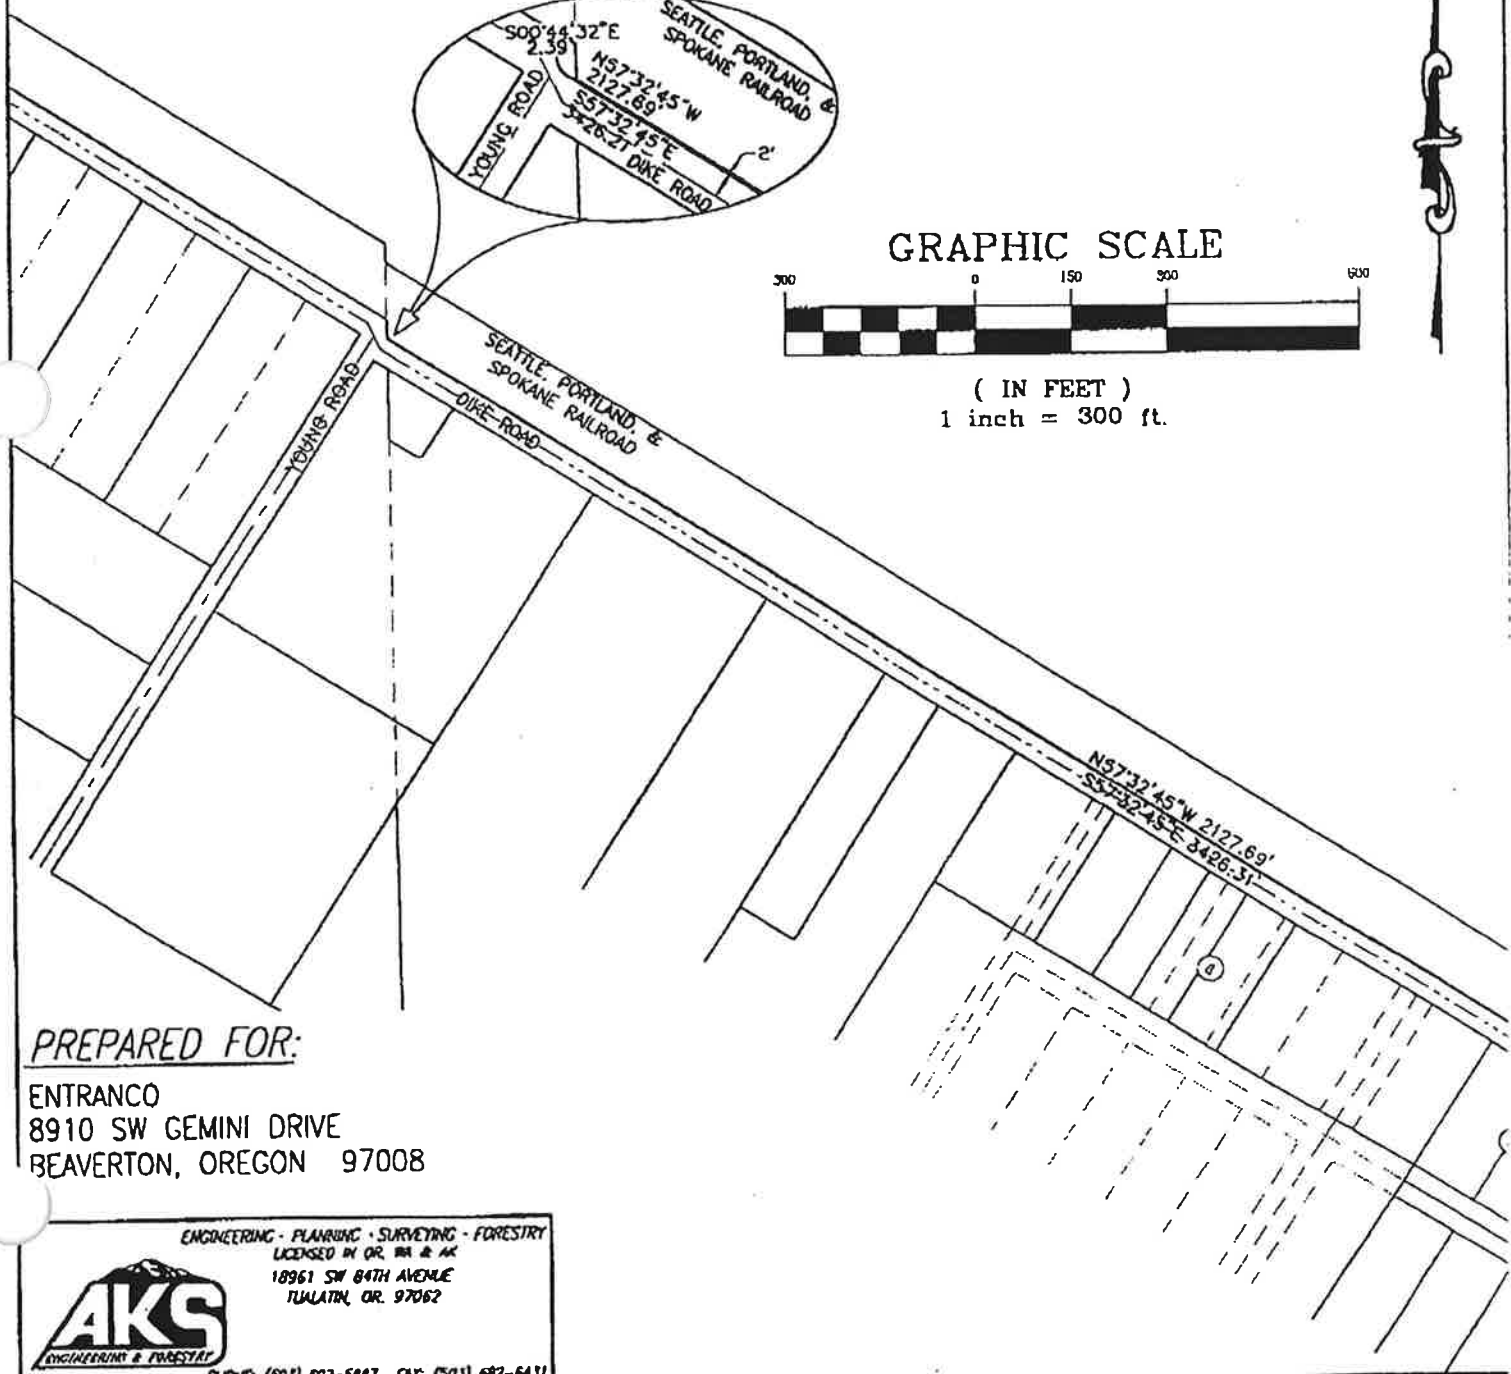 S00°44'32"E
2.39
SEATTLE, PORTLAND, &
SPOKANE RAILROAD
N57°32'45"W
2127.69'
S57°32'45"E
YOUNG ROAD
DIKE ROAD
2'
GRAPHIC SCALE
300 0 150 300 600
( IN FEET )
1 inch = 300 ft.
SEATTLE, PORTLAND, &
SPOKANE RAILROAD
YOUNG ROAD
DIKE ROAD
N57°32'45"W 2127.69'
S57°32'45"E 3426.31'
PREPARED FOR:
ENTRANCO
8910 SW GEMINI DRIVE
BEAVERTON, OREGON 97008
ENGINEERING - PLANNING - SURVEYING - FORESTRY
LICENSED IN OR, WA & AK
18961 SW 84TH AVENUE
TUALATIN, OR. 97062
AKS
ENGINEERING & FORESTRY